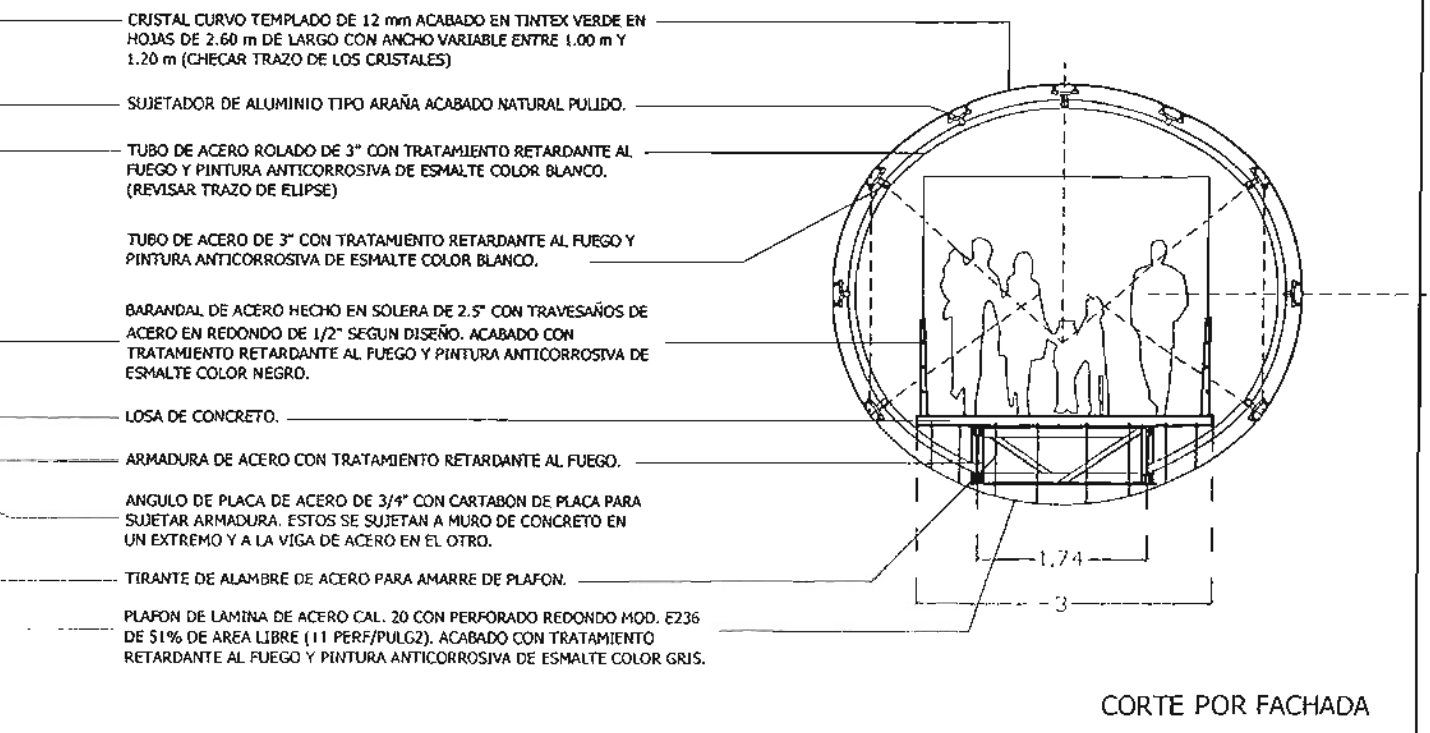 CRISTAL CURVO TEMPLADO DE 12 mm ACABADO EN TINTEX VERDE EN
HOJAS DE 2.60 m DE LARGO CON ANCHO VARIABLE ENTRE 1.00 m Y
1.20 m (CHECAR TRAZO DE LOS CRISTALES)
SUJETADOR DE ALUMINIO TIPO ARAÑA ACABADO NATURAL PULIDO.
TUBO DE ACERO ROLADO DE 3" CON TRATAMIENTO RETARDANTE AL
FUEGO Y PINTURA ANTICORROSIVA DE ESMALTE COLOR BLANCO.
(REVISAR TRAZO DE ELIPSE)
TUBO DE ACERO DE 3" CON TRATAMIENTO RETARDANTE AL FUEGO Y
PINTURA ANTICORROSIVA DE ESMALTE COLOR BLANCO.
BARANDAL DE ACERO HECHO EN SOLERA DE 2.5" CON TRAVESAÑOS DE
ACERO EN REDONDO DE 1/2" SEGUN DISEÑO. ACABADO CON
TRATAMIENTO RETARDANTE AL FUEGO Y PINTURA ANTICORROSIVA DE
ESMALTE COLOR NEGRO.
LOSA DE CONCRETO.
ARMADURA DE ACERO CON TRATAMIENTO RETARDANTE AL FUEGO.
ANGULO DE PLACA DE ACERO DE 3/4" CON CARTABON DE PLACA PARA
SUJETAR ARMADURA. ESTOS SE SUJETAN A MURO DE CONCRETO EN
UN EXTREMO Y A LA VIGA DE ACERO EN EL OTRO.
TIRANTE DE ALAMBRE DE ACERO PARA AMARRE DE PLAFON.
PLAFON DE LAMINA DE ACERO CAL. 20 CON PERFORADO REDONDO MOD. E236
DE 51% DE AREA LIBRE (11 PERF/PULG2). ACABADO CON TRATAMIENTO
RETARDANTE AL FUEGO Y PINTURA ANTICORROSIVA DE ESMALTE COLOR GRIS.
1,74
3
CORTE POR FACHADA